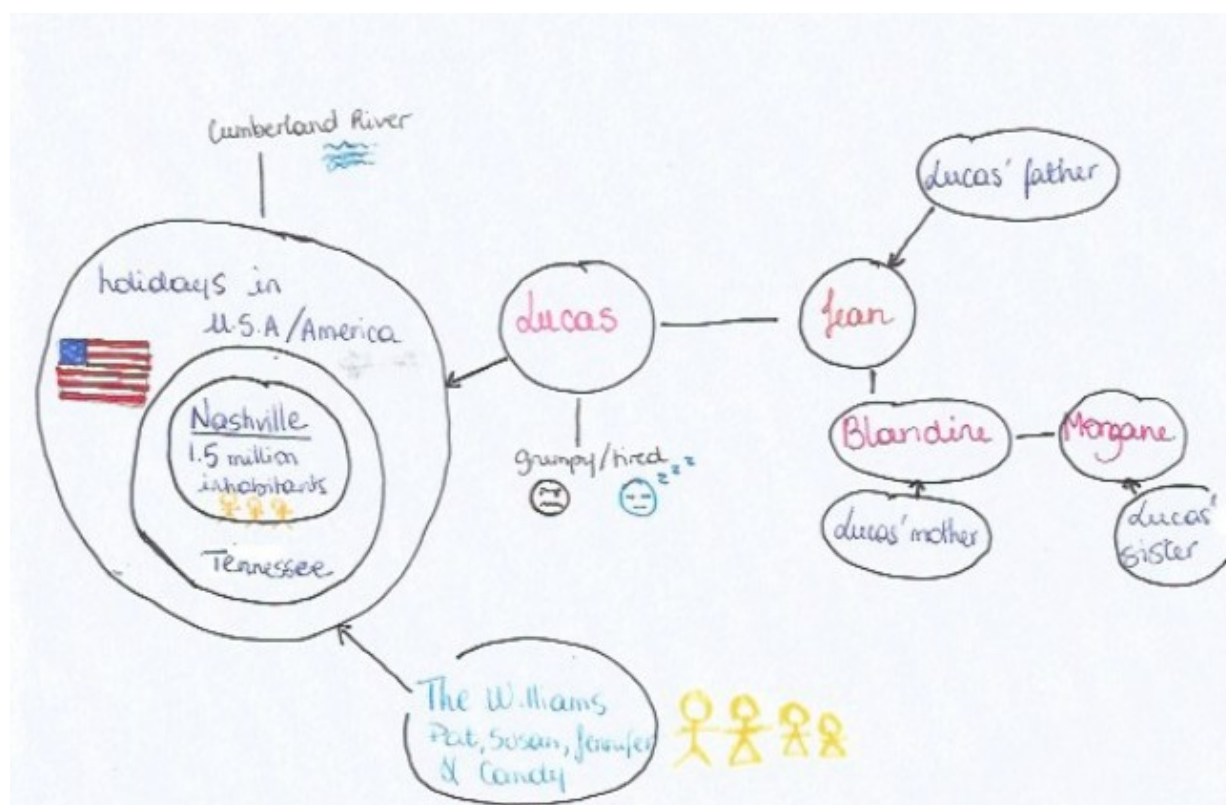 Cumberland River
holidays in
U.S.A/America
Nashville
1.5 million
inhabitants
Tennessee
Lucas
grumpy/tired
zzz
Lucas' father
Jean
Blandine
Morgane
Lucas' mother
Lucas'
sister
The Williams
Pat, Susan, Jennifer
& Candy